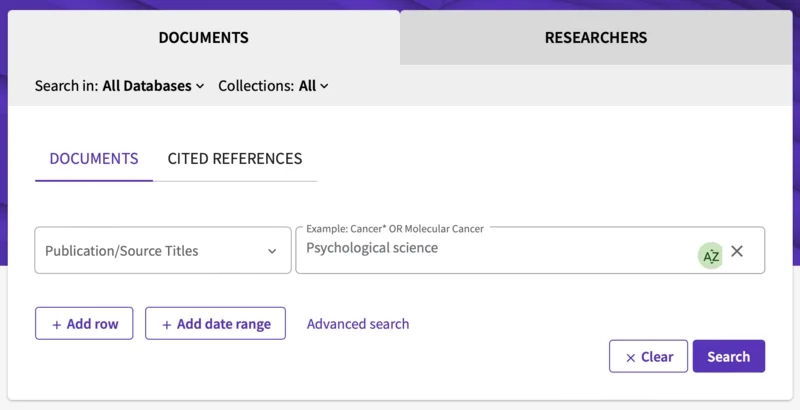 DOCUMENTS
RESEARCHERS
Search in: All Databases Collections: All
DOCUMENTS CITED REFERENCES
Example: Cancer* OR Molecular Cancer
Publication/Source Titles
Psychological science
AZ
+ Add row
+ Add date range
Advanced search
× Clear
Search